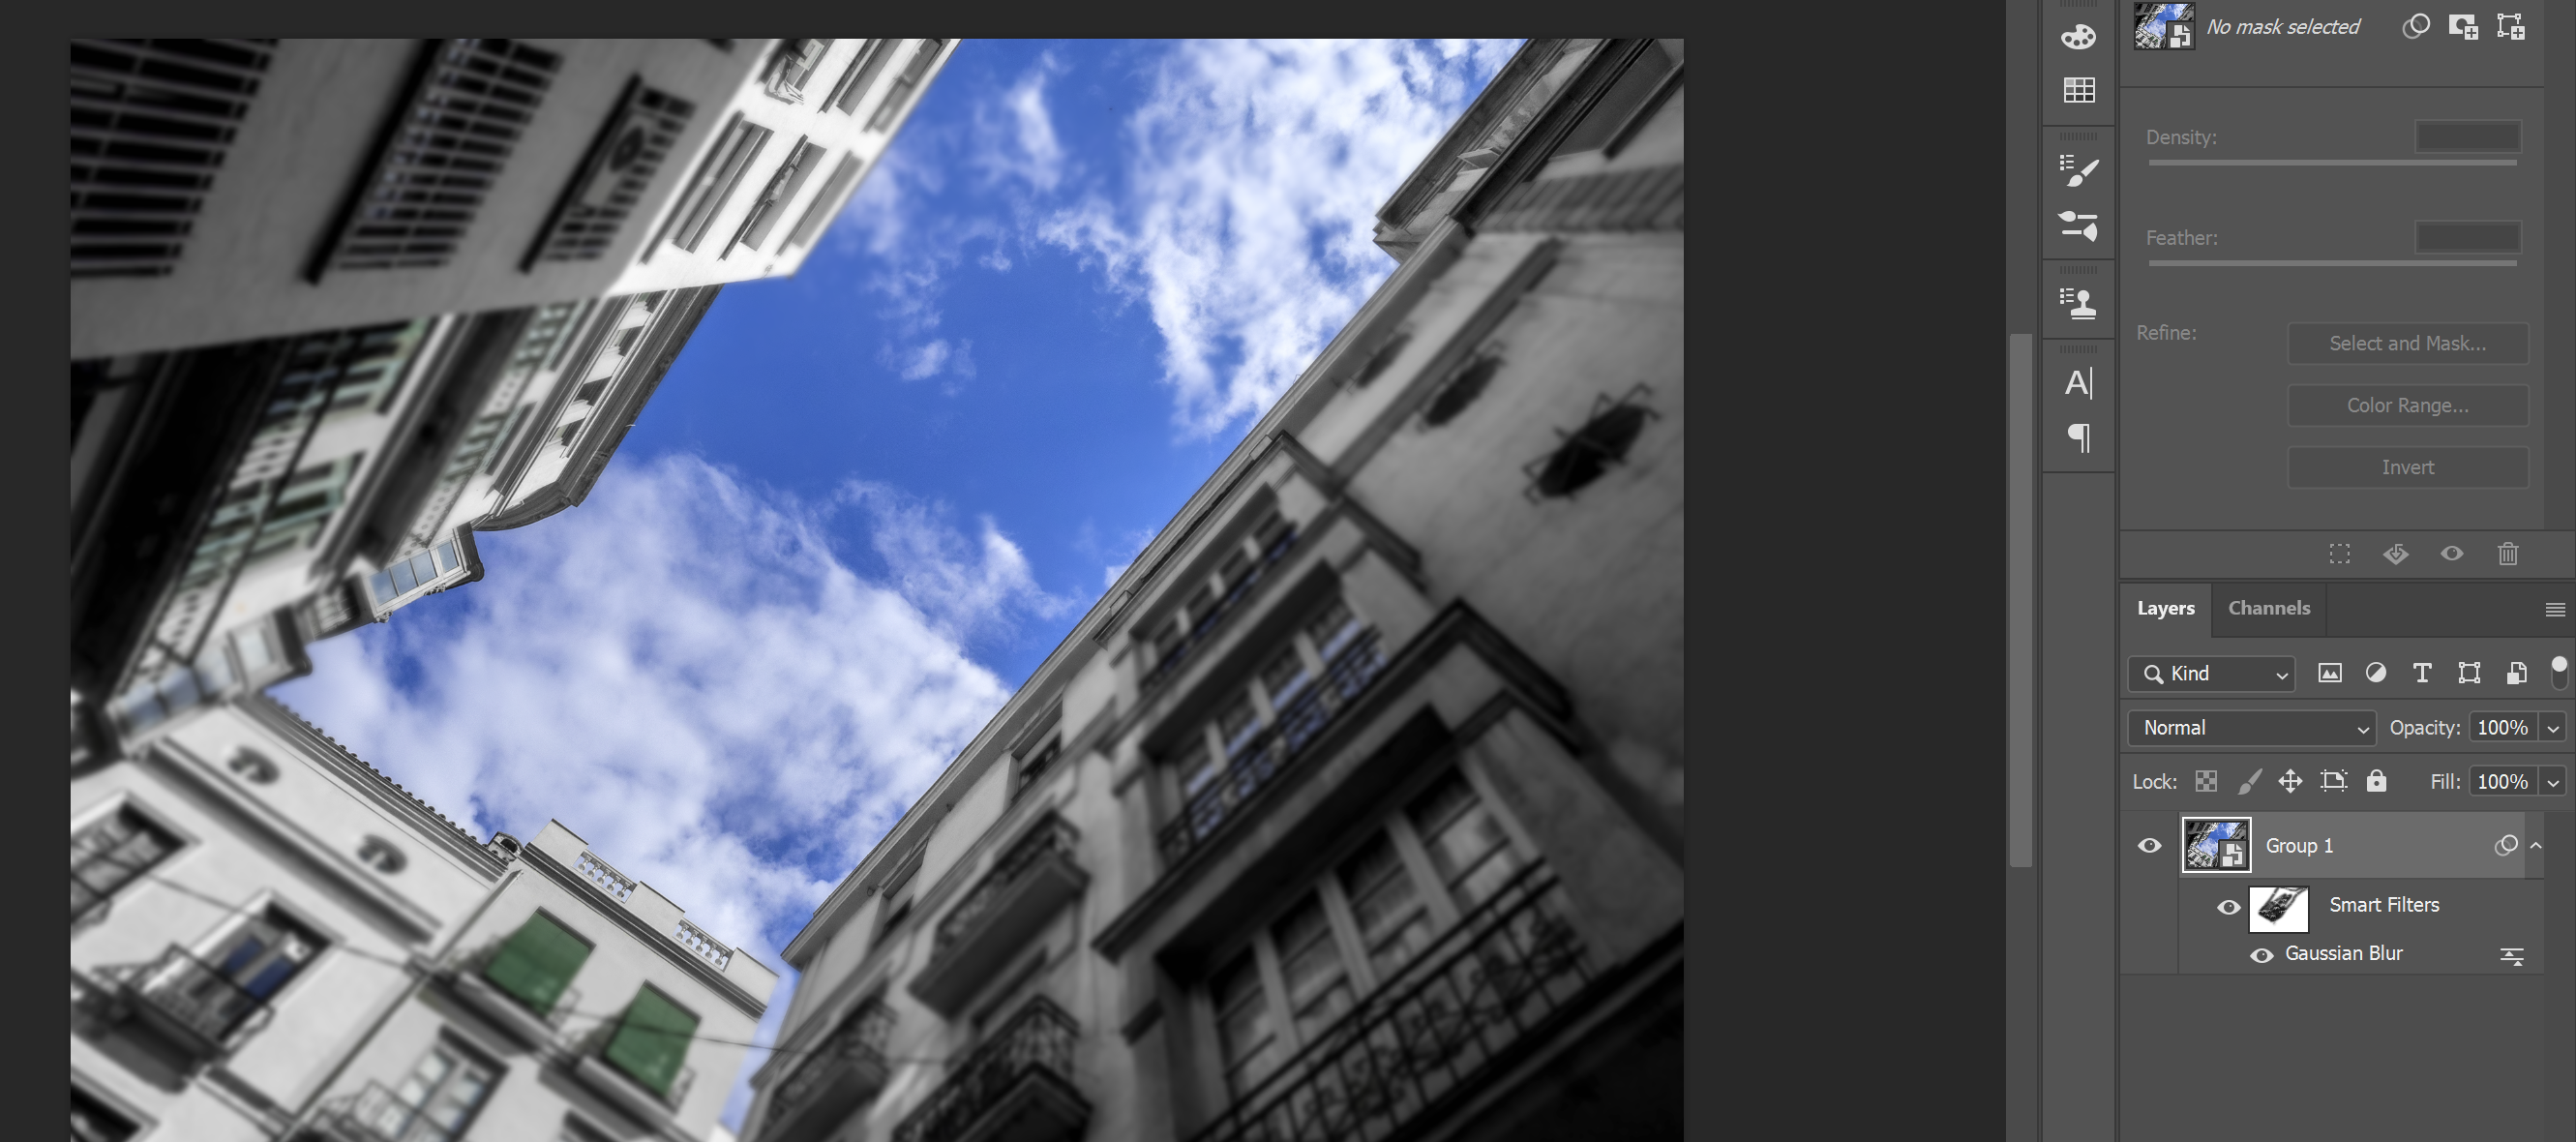 No mask selected
Density:
Feather:
Refine:
Select and Mask...
Color Range...
Invert
Layers Channels
Kind
Normal Opacity: 100%
Lock: Fill: 100%
Group 1
Smart Filters
Gaussian Blur